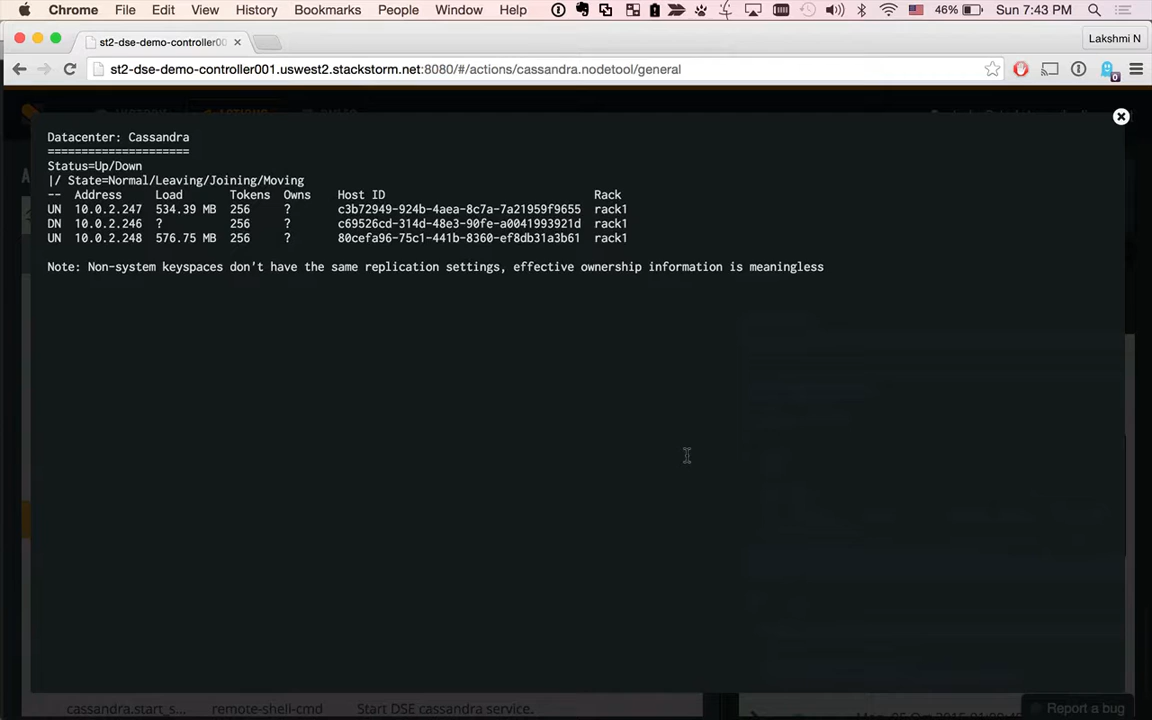 Chrome File Edit View History Bookmarks People Window Help 46% Sun 7:43 PM
st2-dse-demo-controller00 Lakshmi N
st2-dse-demo-controller001.uswest2.stackstorm.net:8080/#/actions/cassandra.nodetool/general
Datacenter: Cassandra
=====================
Status=Up/Down
|/ State=Normal/Leaving/Joining/Moving
-- Address Load Tokens Owns Host ID Rack
UN 10.0.2.247 534.39 MB 256 ? c3b72949-924b-4aea-8c7a-7a21959f9655 rack1
DN 10.0.2.246 ? 256 ? c69526cd-314d-48e3-90fe-a0041993921d rack1
UN 10.0.2.248 576.75 MB 256 ? 80cefa96-75c1-441b-8360-ef8db31a3b61 rack1
Note: Non-system keyspaces don't have the same replication settings, effective ownership information is meaningless
cassandra.start_s... remote-shell-cmd Start DSE cassandra service.
Report a bug